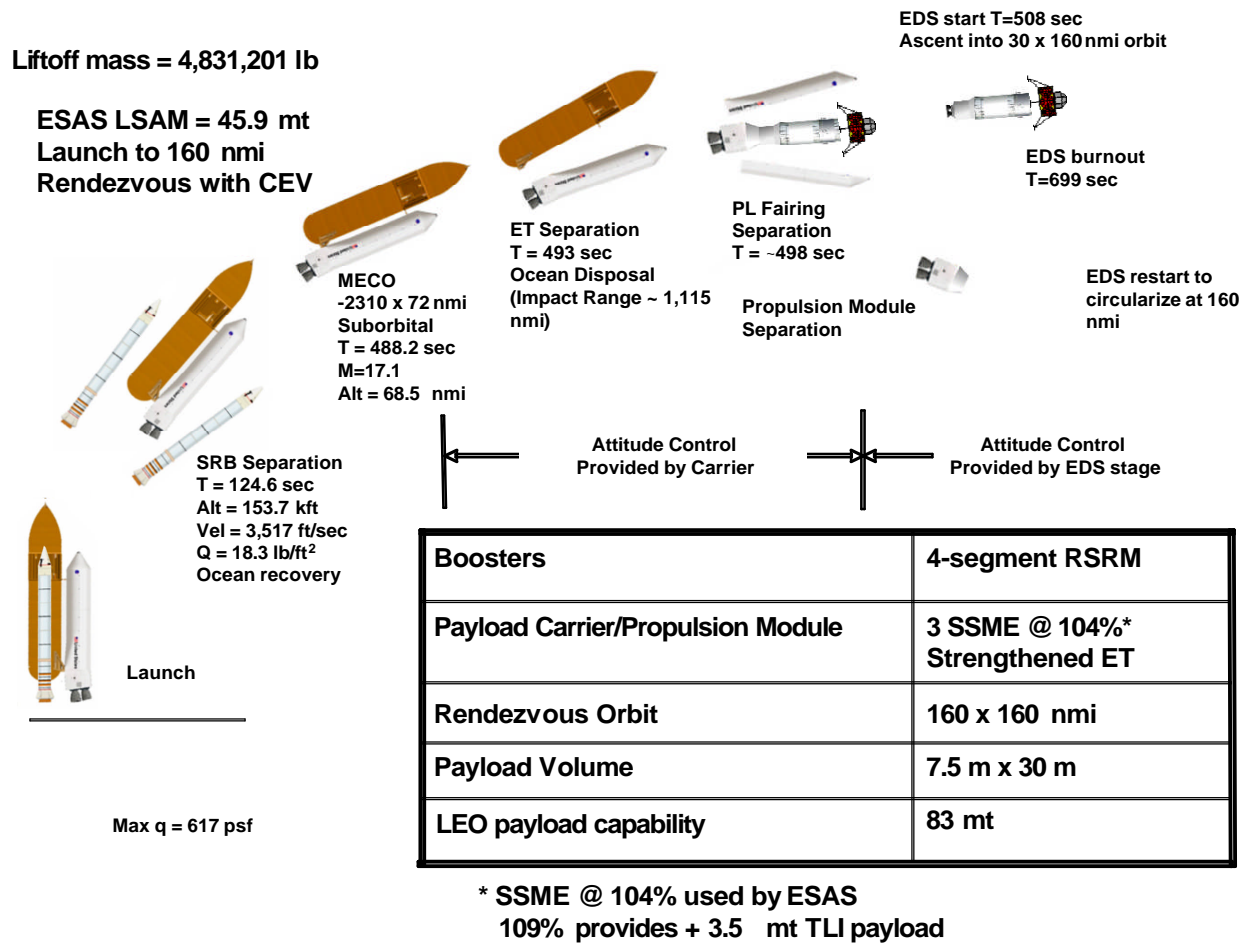 EDS start T=508 sec
Ascent into 30 x 160 nmi orbit
Liftoff mass = 4,831,201 lb
ESAS LSAM = 45.9 mt
Launch to 160 nmi
Rendezvous with CEV
EDS burnout
T=699 sec
PL Fairing
Separation
T = ~498 sec
ET Separation
T = 493 sec
Ocean Disposal
(Impact Range ~ 1,115
nmi)
MECO
-2310 x 72 nmi
Suborbital
T = 488.2 sec
M=17.1
Alt = 68.5 nmi
Propulsion Module
Separation
EDS restart to
circularize at 160
nmi
Attitude Control
Provided by Carrier
Attitude Control
Provided by EDS stage
SRB Separation
T = 124.6 sec
Alt = 153.7 kft
Vel = 3,517 ft/sec
Q = 18.3 lb/ft²
Ocean recovery
Launch
Max q = 617 psf
Boosters
4-segment RSRM
Payload Carrier/Propulsion Module
3 SSME @ 104%*
Strengthened ET
Rendezvous Orbit
160 x 160 nmi
Payload Volume
7.5 m x 30 m
LEO payload capability
83 mt
* SSME @ 104% used by ESAS
109% provides + 3.5 mt TLI payload